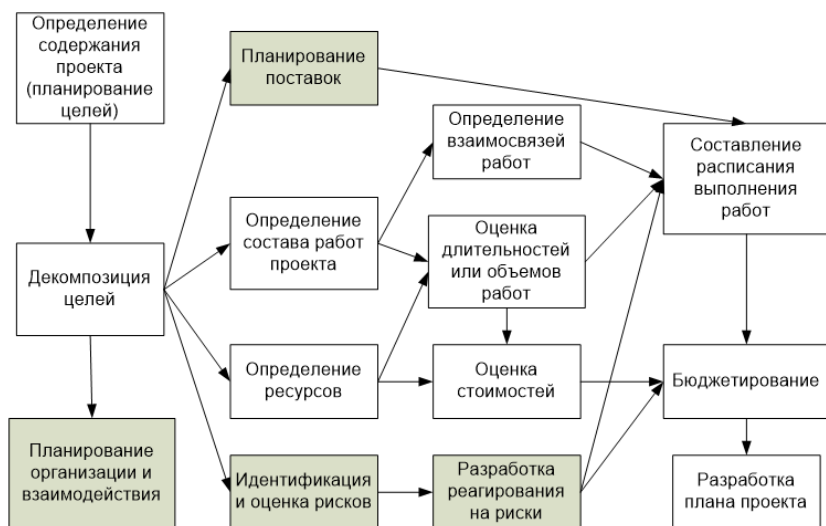 Определение
содержания
проекта
(планирование
целей)
Планирование
поставок
Определение
взаимосвязей
работ
Составление
расписания
выполнения
работ
Определение
состава работ
проекта
Оценка
длительностей
или объемов
работ
Декомпозиция
целей
Определение
ресурсов
Оценка
стоимостей
Бюджетирование
Планирование
организации и
взаимодействия
Идентификация
и оценка рисков
Разработка
реагирования
на риски
Разработка
плана проекта